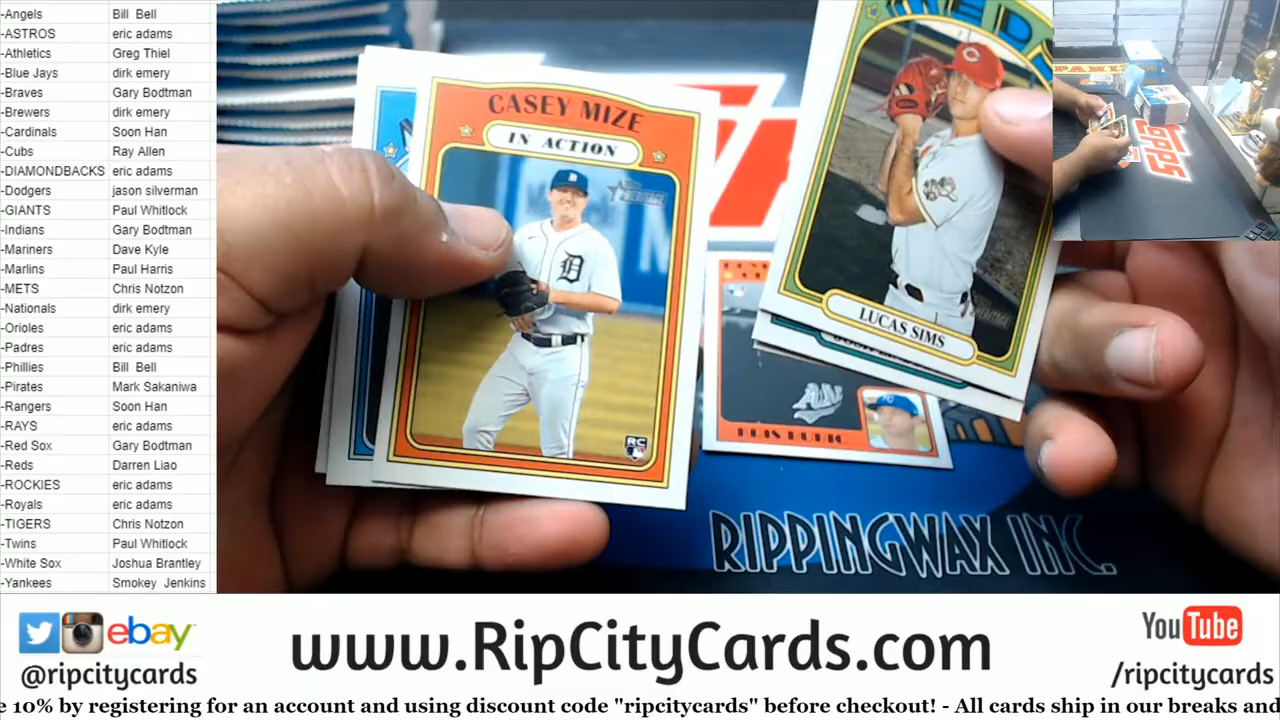 -Angels Bill Bell
-ASTROS eric adams
-Athletics Greg Thiel
-Blue Jays dirk emery
-Braves Gary Bodtman
-Brewers dirk emery
-Cardinals Soon Han
-Cubs Ray Allen
-DIAMONDBACKS eric adams
-Dodgers jason silverman
-GIANTS Paul Whitlock
-Indians Gary Bodtman
-Mariners Dave Kyle
-Marlins Paul Harris
-METS Chris Notzon
-Nationals dirk emery
-Orioles eric adams
-Padres eric adams
-Phillies Bill Bell
-Pirates Mark Sakaniwa
-Rangers Soon Han
-RAYS eric adams
-Red Sox Gary Bodtman
-Reds Darren Liao
-ROCKIES eric adams
-Royals eric adams
-TIGERS Chris Notzon
-Twins Paul Whitlock
-White Sox Joshua Brantley
-Yankees Smokey Jenkins
CASEY MIZE
IN ACTION
Heritage
D
RC
C
LUCAS SIMS
PANINI
topps
RIPPINGWAX INC.
ebay
@ripcitycards
www.RipCityCards.com
YouTube
/ripcitycards
e 10% by registering for an account and using discount code "ripcitycards" before checkout! - All cards ship in our breaks and